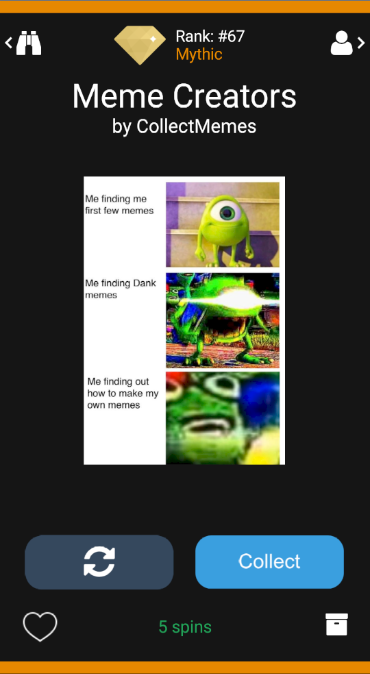 Rank: #67
Mythic
Meme Creators
by CollectMemes
Me finding me
first few memes
Me finding Dank
memes
Me finding out
how to make my
own memes
Collect
5 spins